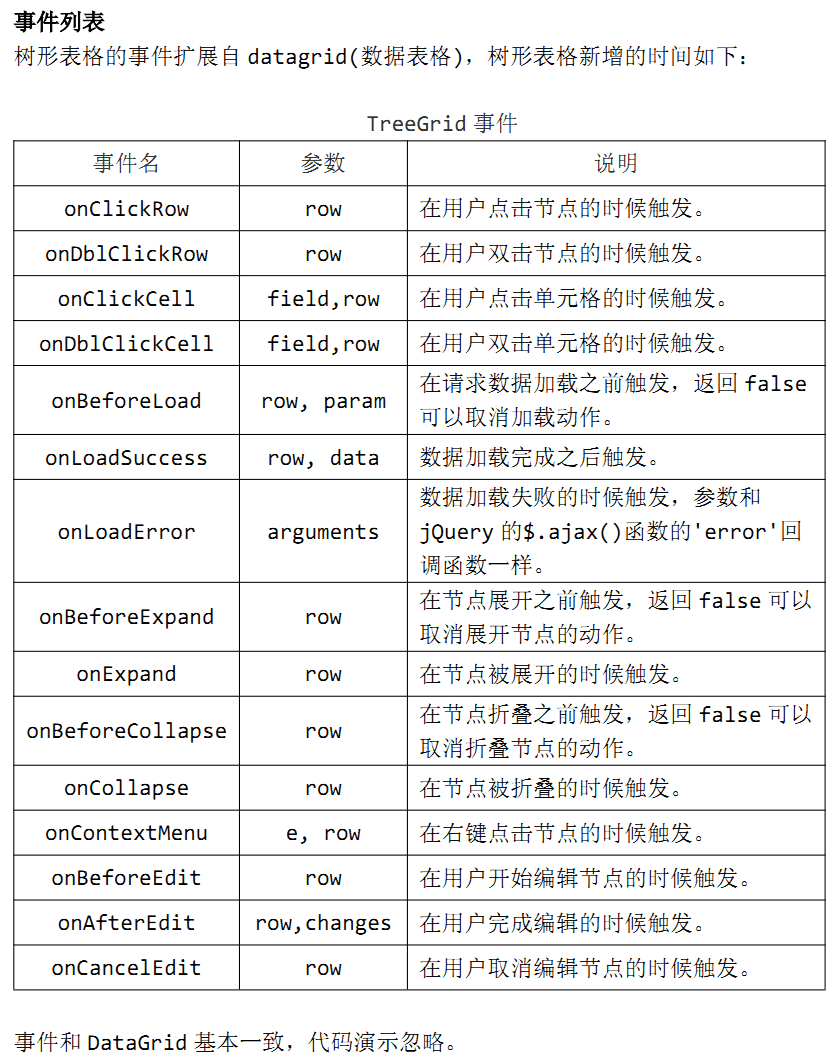 事件列表
树形表格的事件扩展自 datagrid(数据表格)，树形表格新增的时间如下：
TreeGrid 事件
事件名 参数 说明
onClickRow row 在用户点击节点的时候触发。
onDblClickRow row 在用户双击节点的时候触发。
onClickCell field,row 在用户点击单元格的时候触发。
onDblClickCell field,row 在用户双击单元格的时候触发。
onBeforeLoad row, param 在请求数据加载之前触发，返回 false
可以取消加载动作。
onLoadSuccess row, data 数据加载完成之后触发。
onLoadError arguments 数据加载失败的时候触发，参数和
jQuery 的$.ajax()函数的'error'回
调函数一样。
onBeforeExpand row 在节点展开之前触发，返回 false 可以
取消展开节点的动作。
onExpand row 在节点被展开的时候触发。
onBeforeCollapse row 在节点折叠之前触发，返回 false 可以
取消折叠节点的动作。
onCollapse row 在节点被折叠的时候触发。
onContextMenu e, row 在右键点击节点的时候触发。
onBeforeEdit row 在用户开始编辑节点的时候触发。
onAfterEdit row,changes 在用户完成编辑的时候触发。
onCancelEdit row 在用户取消编辑节点的时候触发。
事件和 DataGrid 基本一致，代码演示忽略。